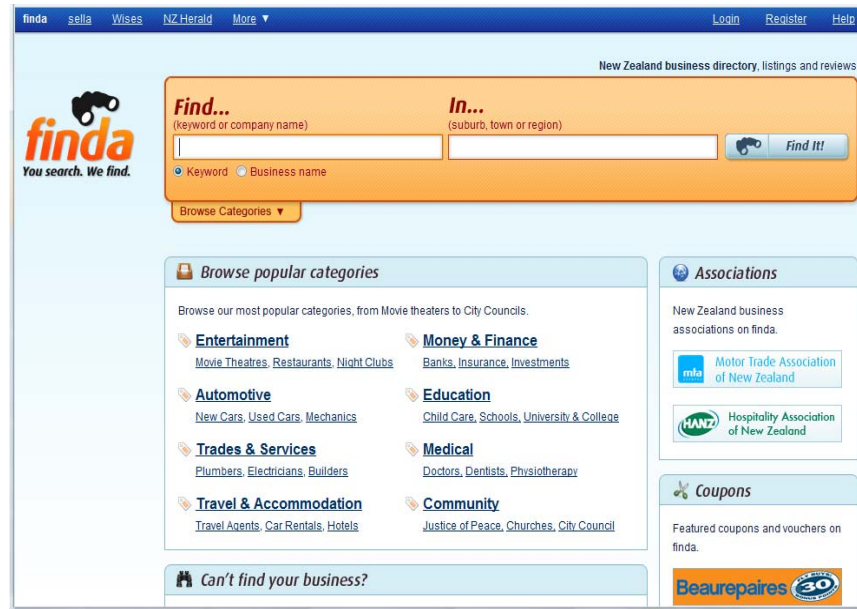 finda sella Wises NZ Herald More ▼ Login Register Help
New Zealand business directory, listings and reviews
finda
You search. We find.
Find...
(keyword or company name)
In...
(suburb, town or region)
Find It!
Keyword Business name
Browse Categories ▼
Browse popular categories
Browse our most popular categories, from Movie theaters to City Councils.
Entertainment
Movie Theatres, Restaurants, Night Clubs
Money & Finance
Banks, Insurance, Investments
Automotive
New Cars, Used Cars, Mechanics
Education
Child Care, Schools, University & College
Trades & Services
Plumbers, Electricians, Builders
Medical
Doctors, Dentists, Physiotherapy
Travel & Accommodation
Travel Agents, Car Rentals, Hotels
Community
Justice of Peace, Churches, City Council
Can't find your business?
Associations
New Zealand business
associations on finda.
mta
Motor Trade Association
of New Zealand
HANZ
Hospitality Association
of New Zealand
Coupons
Featured coupons and vouchers on
finda.
Beaurepaires
FLY BUYS
30
BONUS POINTS